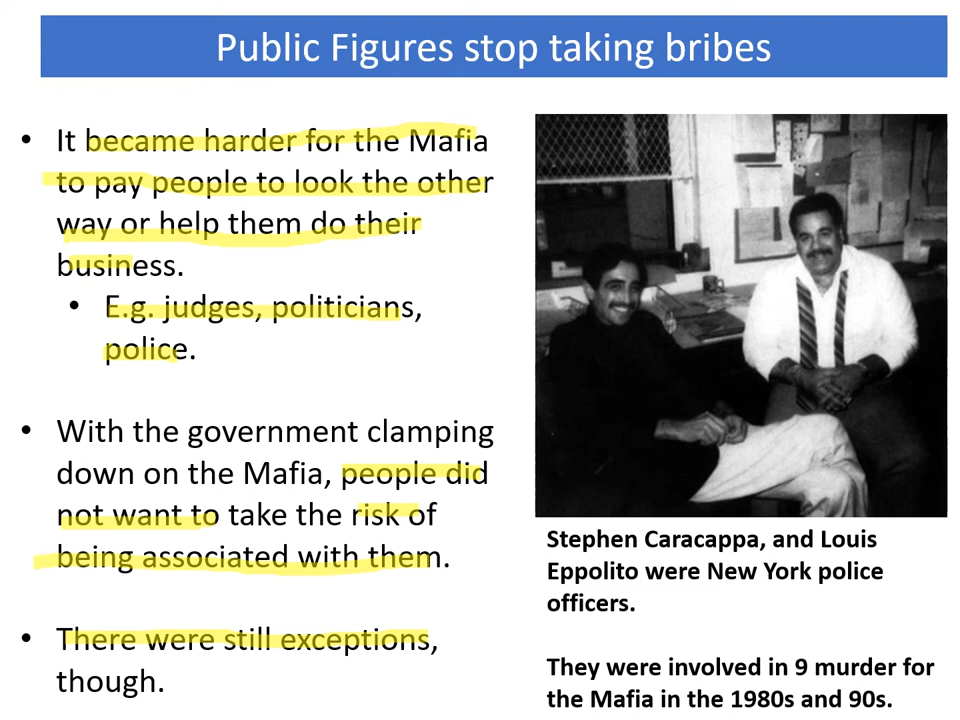 Public Figures stop taking bribes
• It became harder for the Mafia
to pay people to look the other
way or help them do their
business.
• E.g. judges, politicians,
police.
• With the government clamping
down on the Mafia, people did
not want to take the risk of
being associated with them.
• There were still exceptions,
though.
Stephen Caracappa, and Louis
Eppolito were New York police
officers.
They were involved in 9 murder for
the Mafia in the 1980s and 90s.